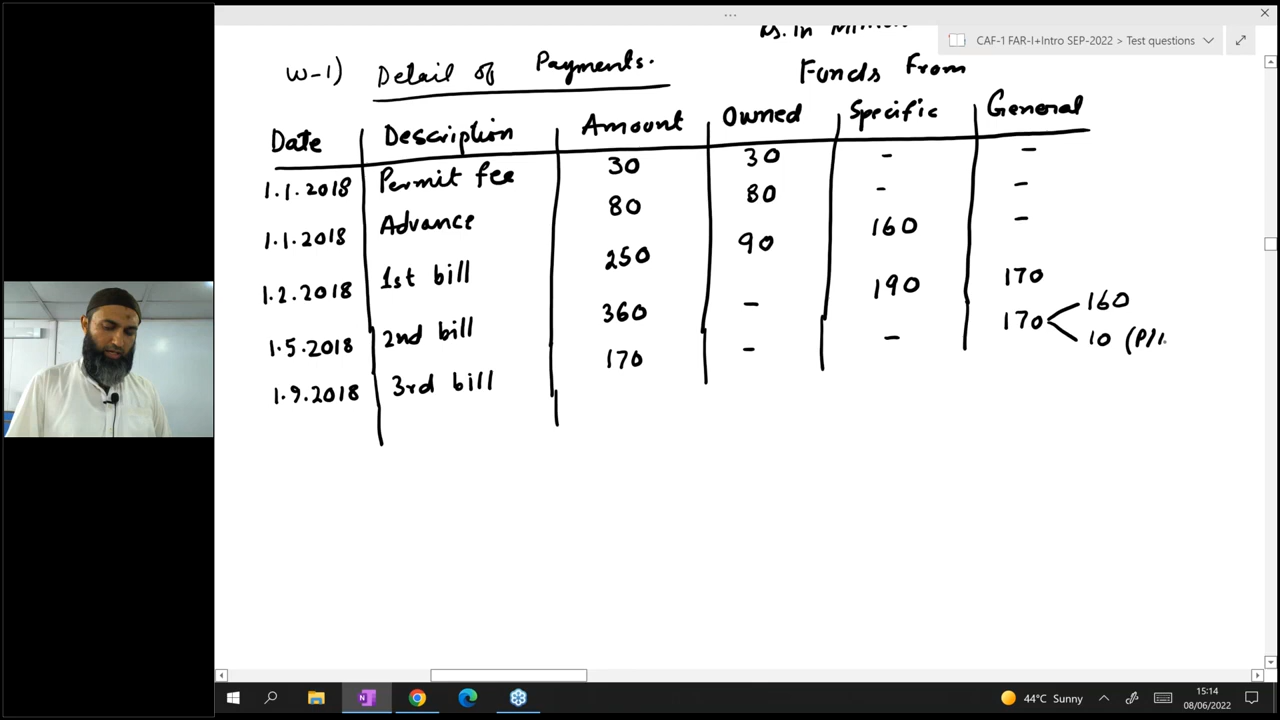 Rs. in Million
CAF-1 FAR-I+Intro SEP-2022 > Test questions
W-1) Detail of Payments. Funds from
Date Description Amount Owned Specific General
1.1.2018 Permit fee 30 30 - -
1.1.2018 Advance 80 80 - -
1.2.2018 1st bill 250 90 160 -
1.5.2018 2nd bill 360 - 190 170
1.9.2018 3rd bill 170 - - 170 160
10 (P/L
44°C Sunny
15:14
08/06/2022